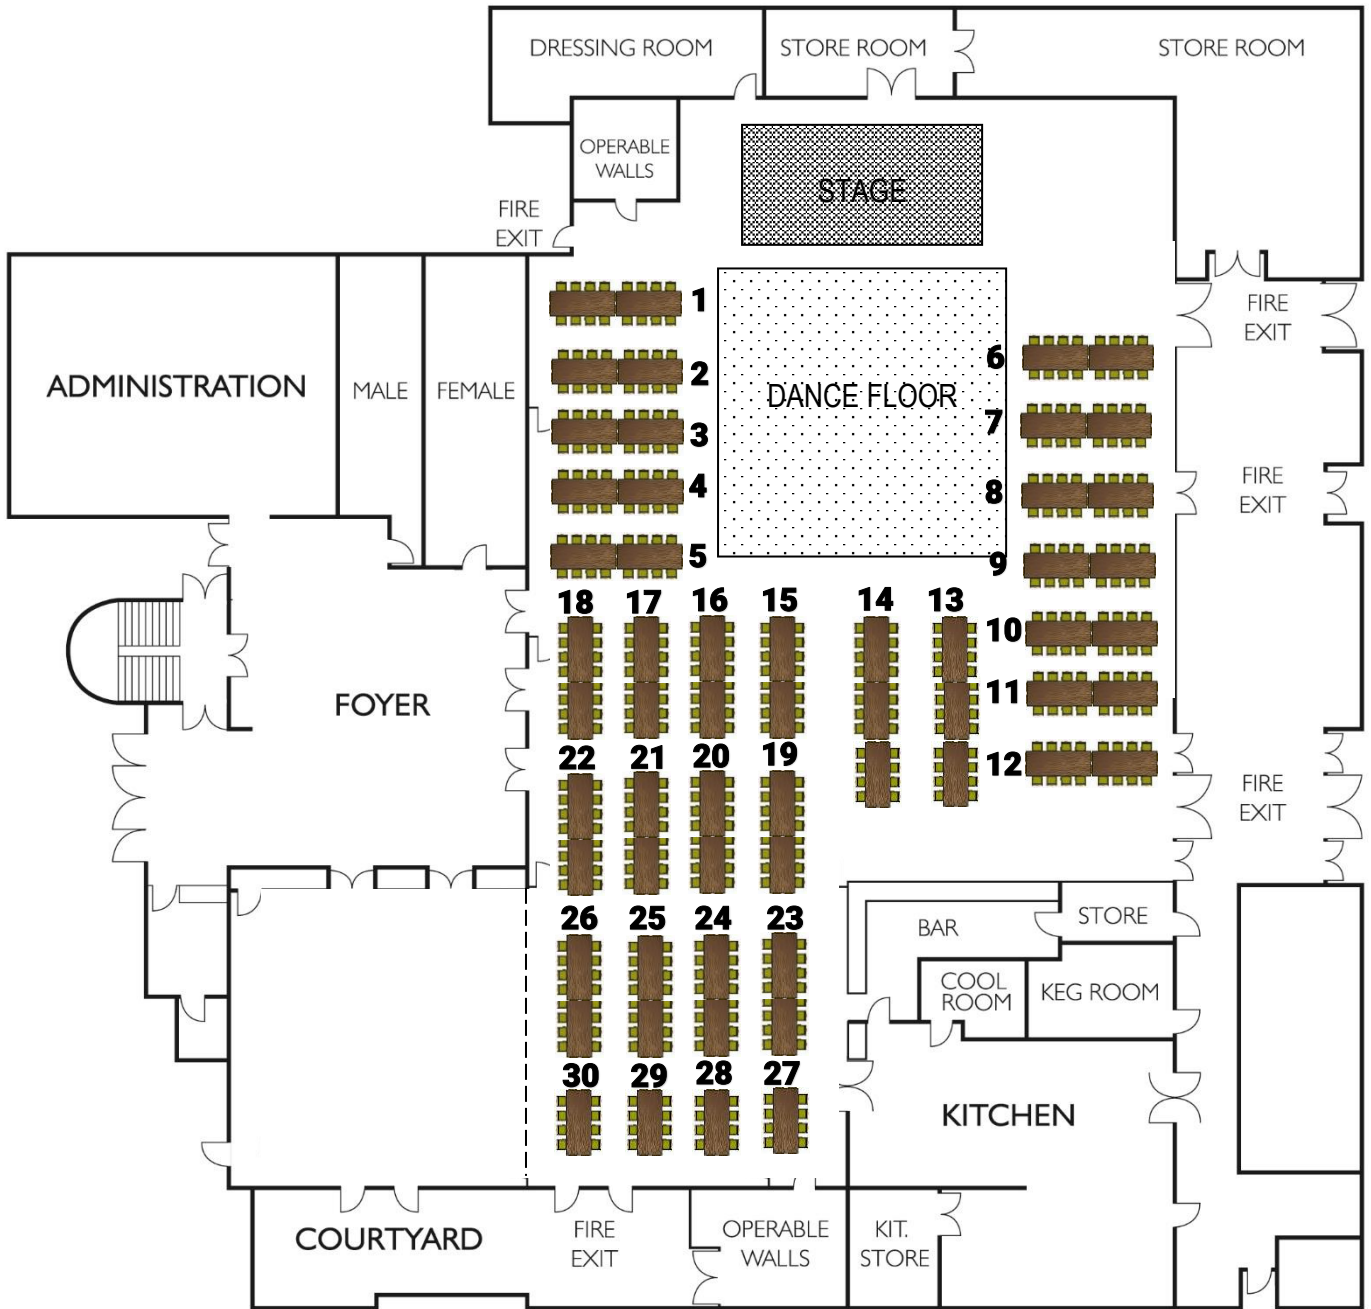 DRESSING ROOM
STORE ROOM
STORE ROOM
OPERABLE
WALLS
STAGE
FIRE
EXIT
ADMINISTRATION
MALE
FEMALE
DANCE FLOOR
1
2
3
4
5
6
7
8
9
10
11
12
FIRE
EXIT
FIRE
EXIT
FIRE
EXIT
18 17 16 15 14 13
FOYER
22 21 20 19
26 25 24 23
30 29 28 27
BAR
STORE
COOL
ROOM
KEG ROOM
KITCHEN
COURTYARD
FIRE
EXIT
OPERABLE
WALLS
KIT.
STORE